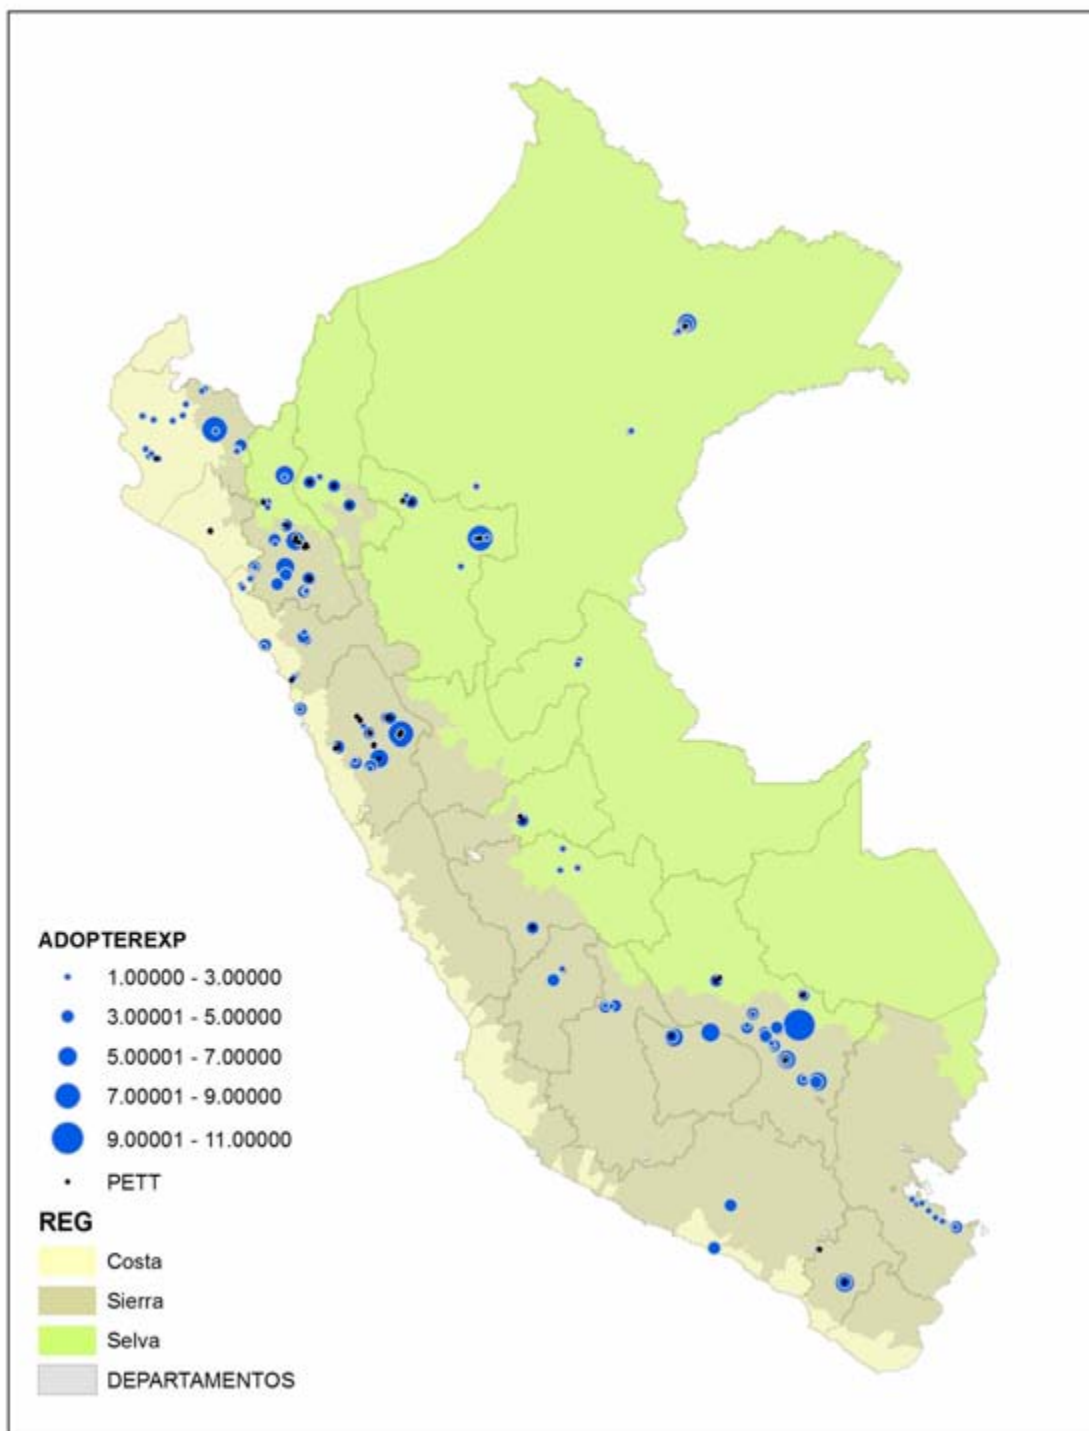 ADOPTEREXP
1.00000 - 3.00000
3.00001 - 5.00000
5.00001 - 7.00000
7.00001 - 9.00000
9.00001 - 11.00000
PETT
REG
Costa
Sierra
Selva
DEPARTAMENTOS